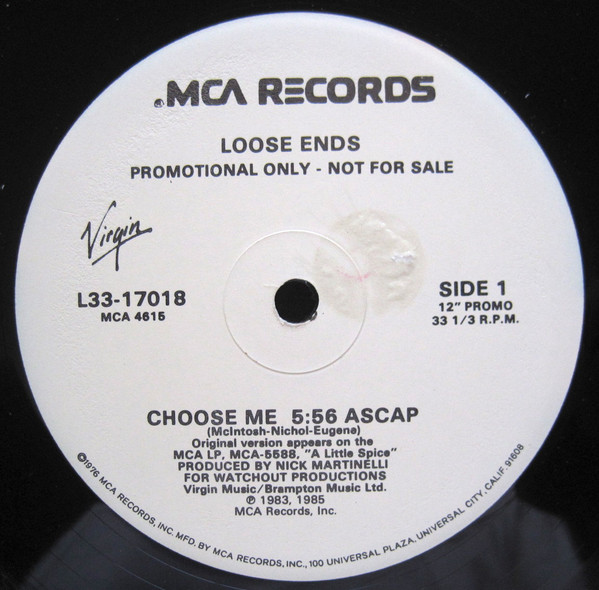 MCA RECORDS
LOOSE ENDS
PROMOTIONAL ONLY - NOT FOR SALE
Virgin
L33-17018
MCA 4615
SIDE 1
12" PROMO
33 1/3 R.P.M.
CHOOSE ME 5:56 ASCAP
(McIntosh-Nichol-Eugene)
Original version appears on the
MCA LP, MCA-5588, "A Little Spice"
PRODUCED BY NICK MARTINELLI
FOR WATCHOUT PRODUCTIONS
Virgin Music/Brampton Music Ltd.
℗ 1983, 1985
MCA Records, Inc.
©1976 MCA RECORDS, INC. MFD. BY MCA RECORDS, INC., 100 UNIVERSAL PLAZA, UNIVERSAL CITY, CALIF. 91608